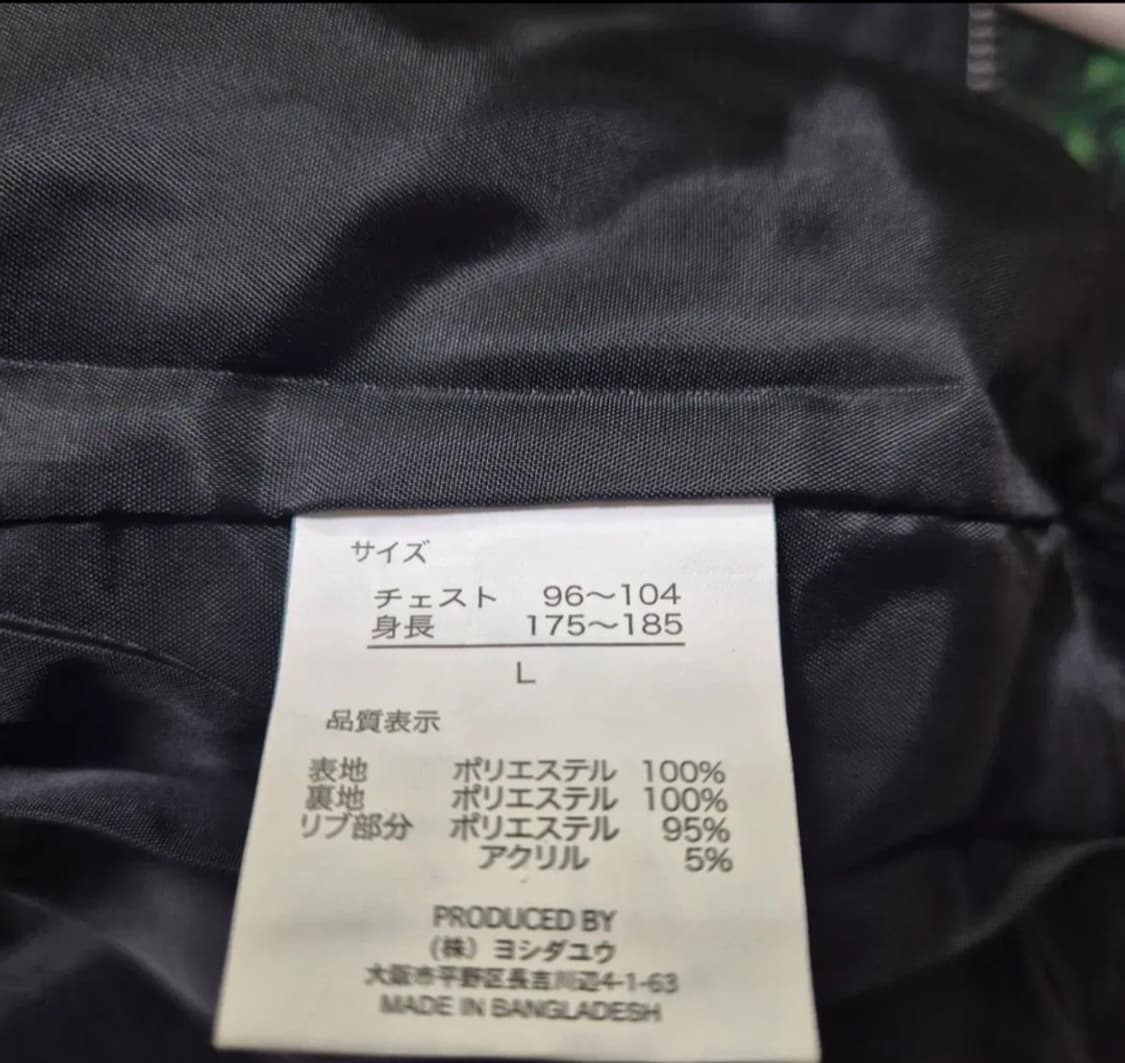 サイズ
チェスト 96〜104
身長 175〜185
L
品質表示
表地 ポリエステル 100%
裏地 ポリエステル 100%
リブ部分 ポリエステル 95%
アクリル 5%
PRODUCED BY
(株) ヨシダユウ
大阪市平野区長吉川辺4-1-63
MADE IN BANGLADESH